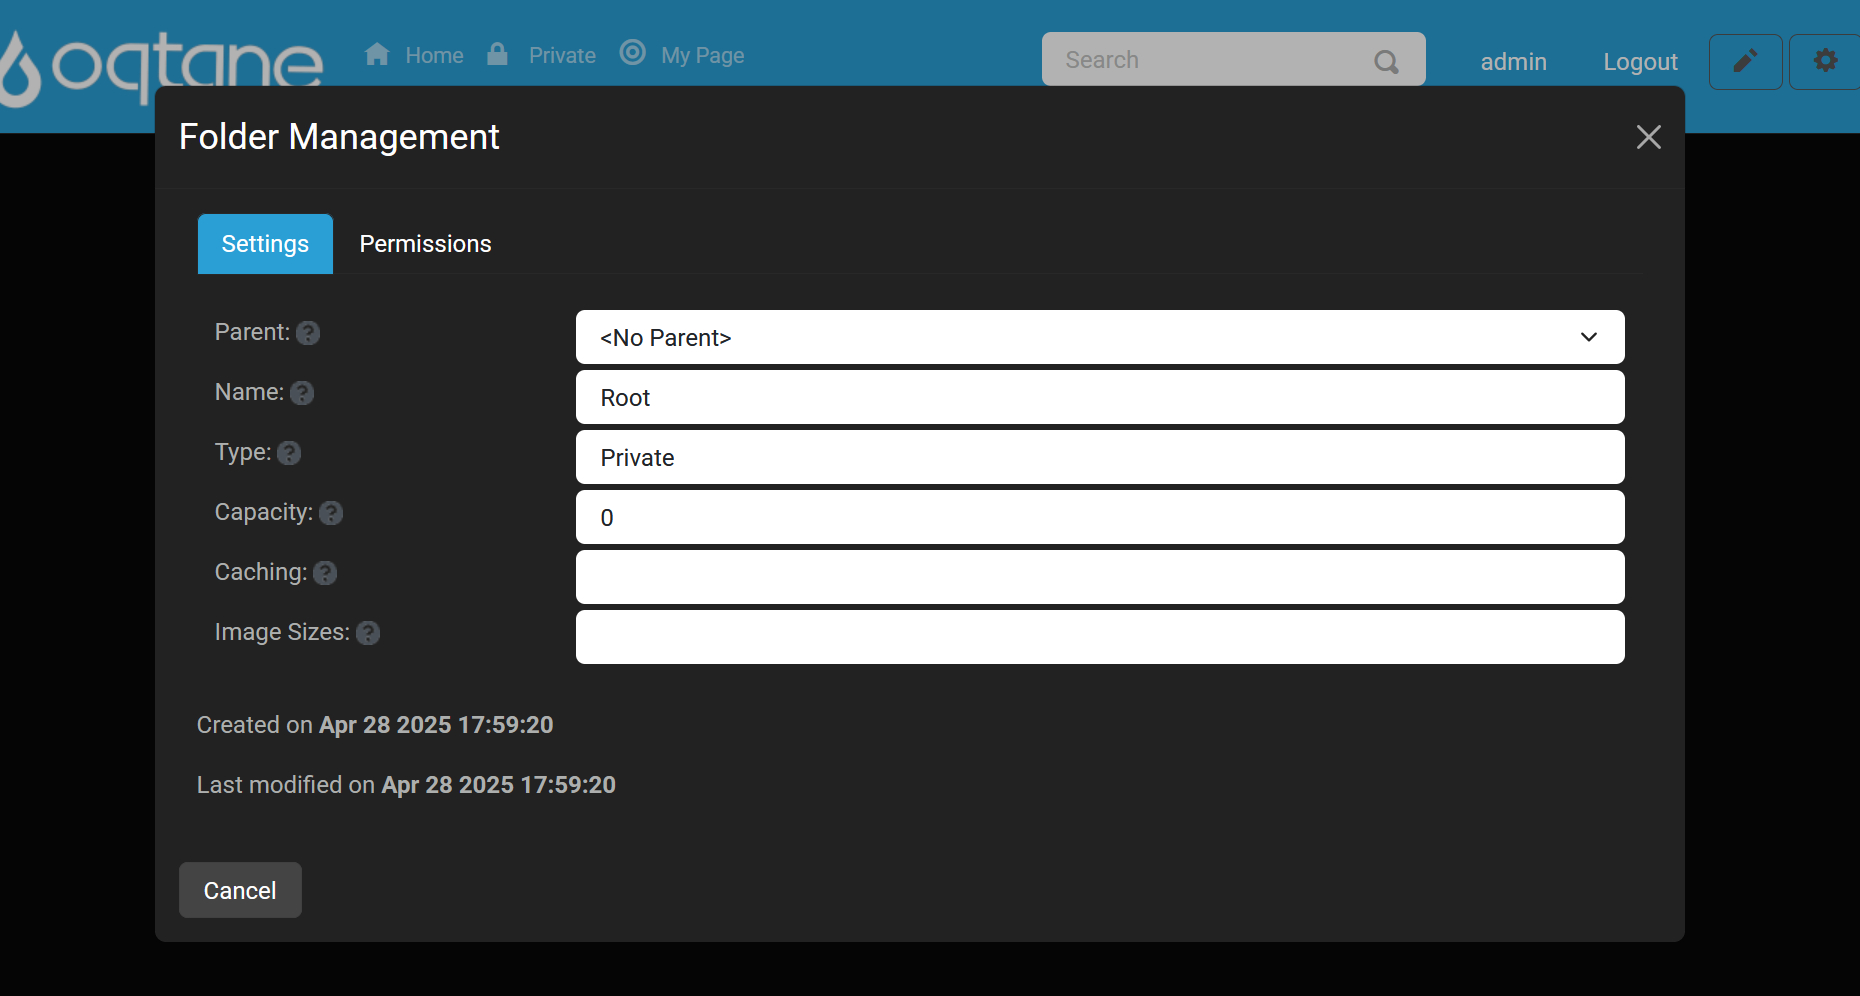 oqtane Home Private My Page Search admin Logout
Folder Management
Settings Permissions
Parent: ? <No Parent>
Name: ? Root
Type: ? Private
Capacity: ? 0
Caching: ?
Image Sizes: ?
Created on Apr 28 2025 17:59:20
Last modified on Apr 28 2025 17:59:20
Cancel